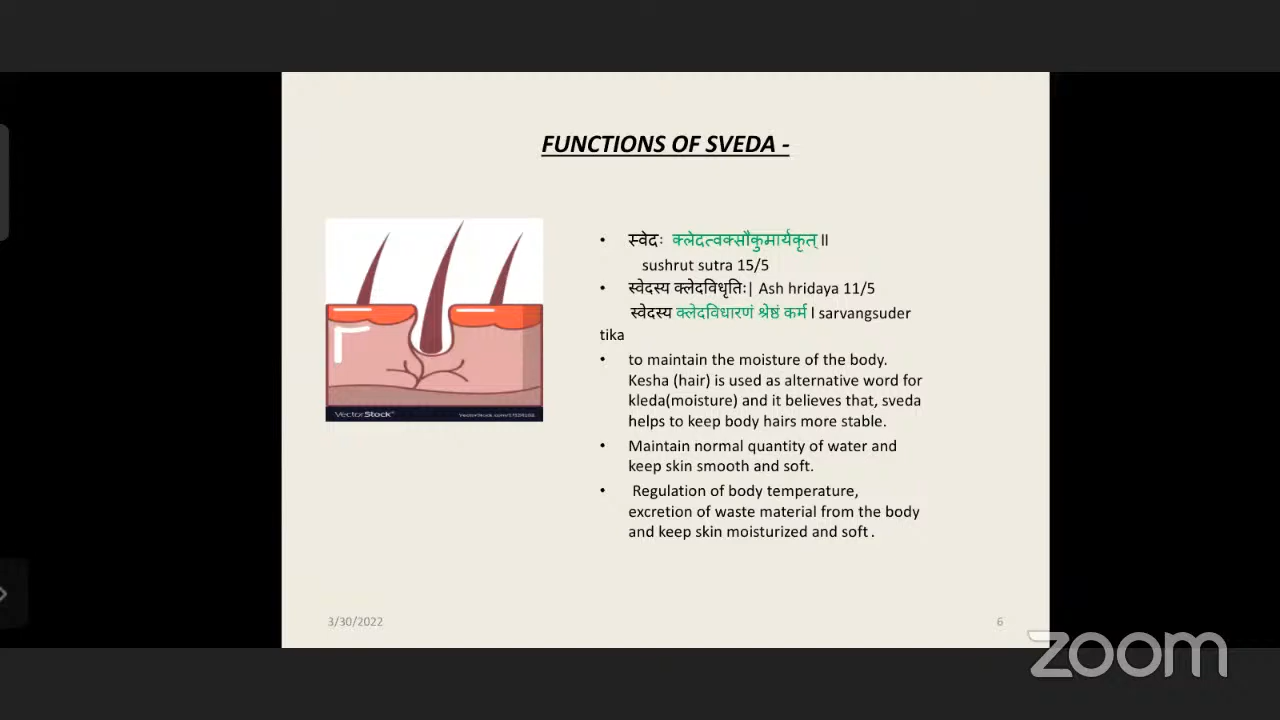 FUNCTIONS OF SVEDA -
• स्वेदः क्लेदत्वक्सौकुमार्यकृत् ॥
sushrut sutra 15/5
• स्वेदस्य क्लेदविधृतिः| Ash hridaya 11/5
स्वेदस्य क्लेदविधारणं श्रेष्ठं कर्म l sarvangsuder
tika
• to maintain the moisture of the body.
Kesha (hair) is used as alternative word for
kleda(moisture) and it believes that, sveda
helps to keep body hairs more stable.
• Maintain normal quantity of water and
keep skin smooth and soft.
• Regulation of body temperature,
excretion of waste material from the body
and keep skin moisturized and soft .
VectorStock®
3/30/2022
6
zoom